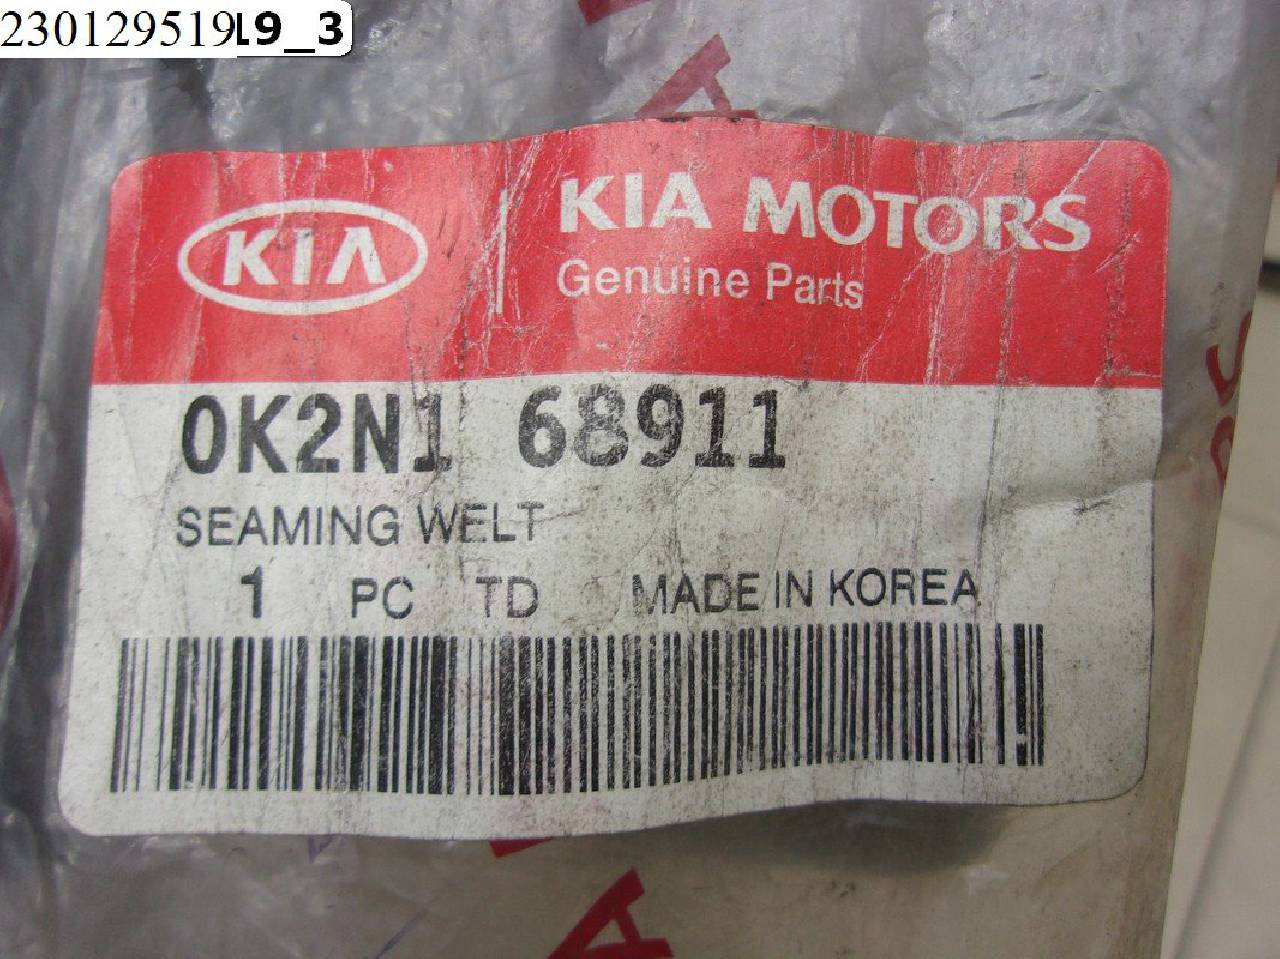 230129519L9_3
KIA
KIA MOTORS
Genuine Parts
0K2N1 68911
SEAMING WELT
1 PC TD MADE IN KOREA